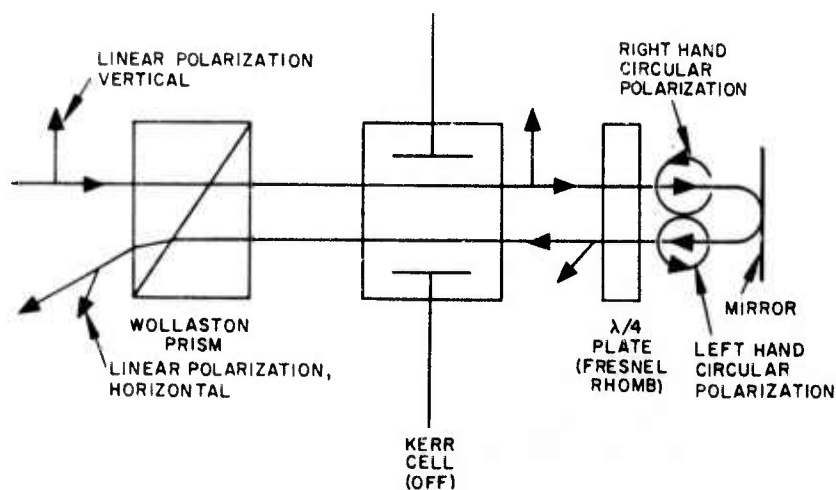 LINEAR POLARIZATION
VERTICAL
RIGHT HAND
CIRCULAR
POLARIZATION
WOLLASTON
PRISM
LINEAR POLARIZATION,
HORIZONTAL
KERR
CELL
(OFF)
λ/4
PLATE
(FRESNEL
RHOMB)
MIRROR
LEFT HAND
CIRCULAR
POLARIZATION